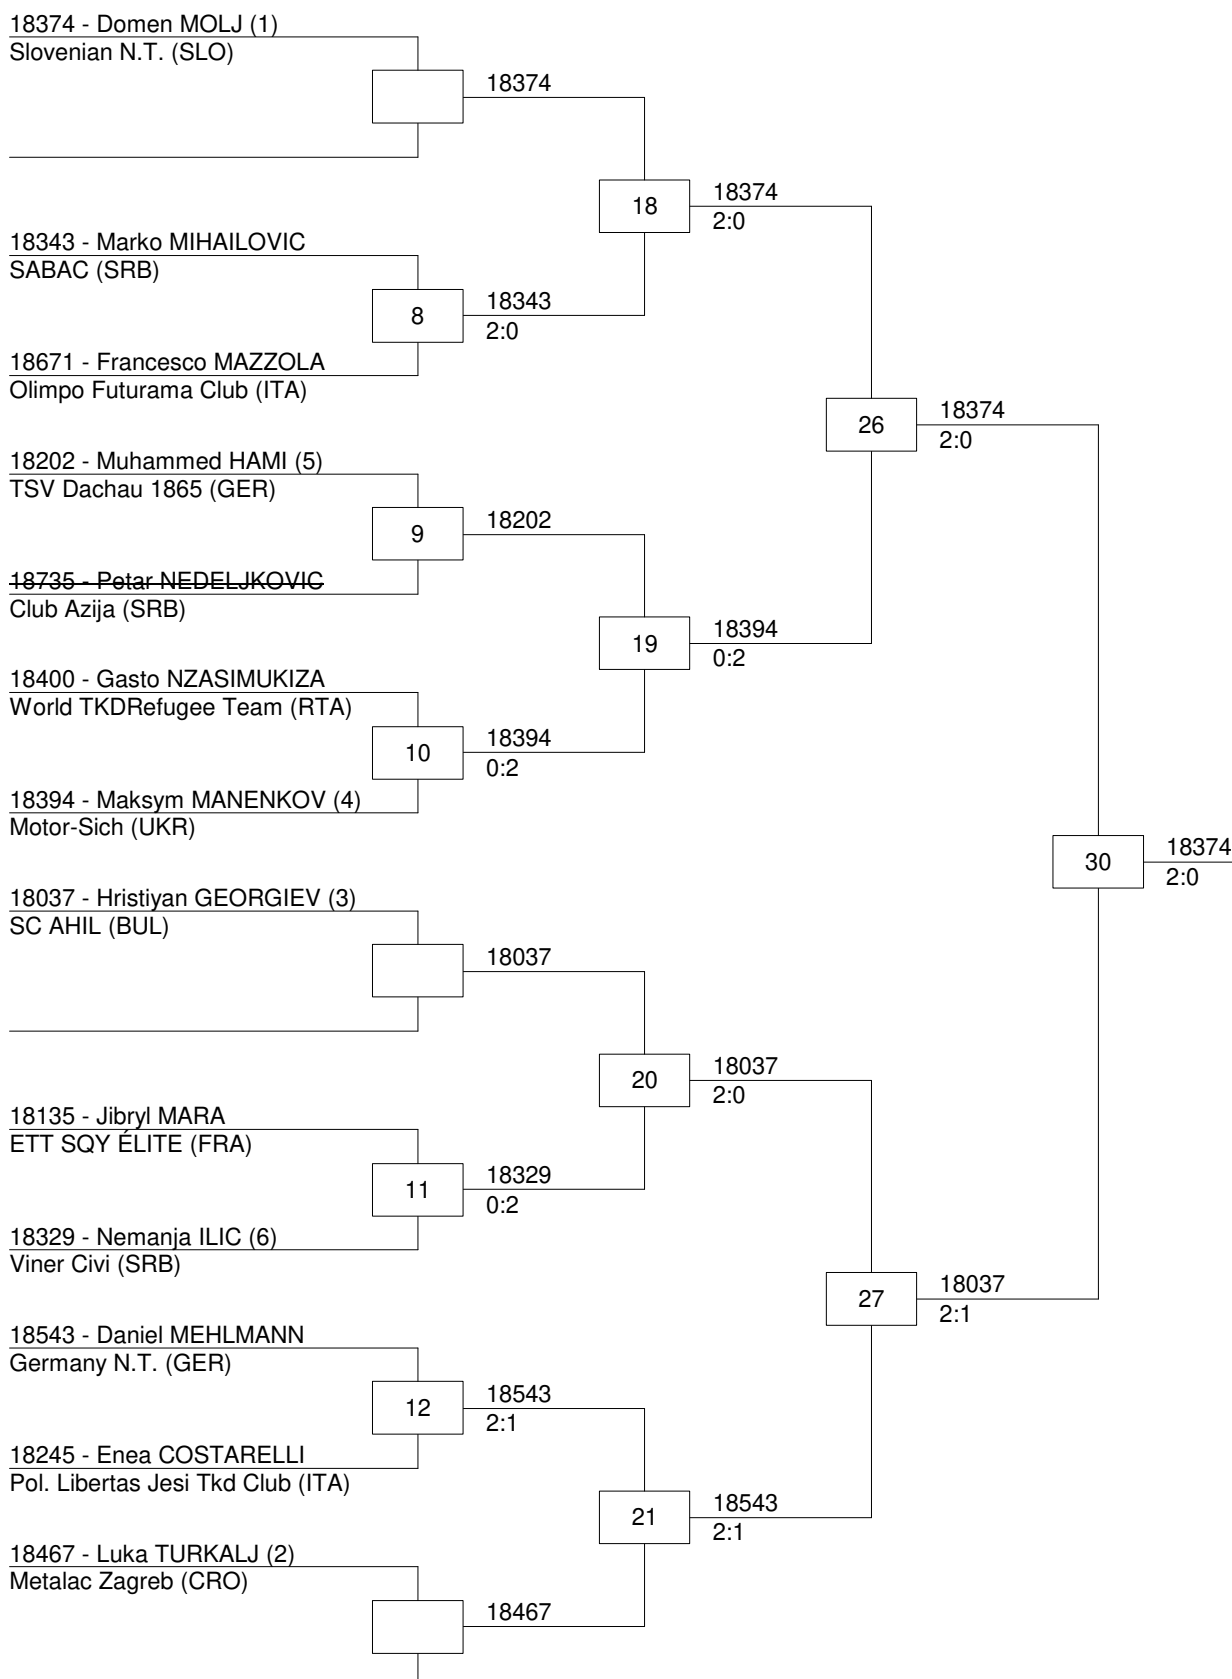 18374 - Domen MOLJ (1)
Slovenian N.T. (SLO)
18374
18
18374
2:0
18343 - Marko MIHAILOVIC
SABAC (SRB)
8
18343
2:0
18671 - Francesco MAZZOLA
Olimpo Futurama Club (ITA)
26
18374
2:0
18202 - Muhammed HAMI (5)
TSV Dachau 1865 (GER)
9
18202
18735 - Petar NEDELJKOVIC
Club Azija (SRB)
19
18394
0:2
18400 - Gasto NZASIMUKIZA
World TKDRefugee Team (RTA)
10
18394
0:2
18394 - Maksym MANENKOV (4)
Motor-Sich (UKR)
30
18374
2:0
18037 - Hristiyan GEORGIEV (3)
SC AHIL (BUL)
18037
20
18037
2:0
18135 - Jibryl MARA
ETT SQY ÉLITE (FRA)
11
18329
0:2
18329 - Nemanja ILIC (6)
Viner Civi (SRB)
27
18037
2:1
18543 - Daniel MEHLMANN
Germany N.T. (GER)
12
18543
2:1
18245 - Enea COSTARELLI
Pol. Libertas Jesi Tkd Club (ITA)
21
18543
2:1
18467 - Luka TURKALJ (2)
Metalac Zagreb (CRO)
18467